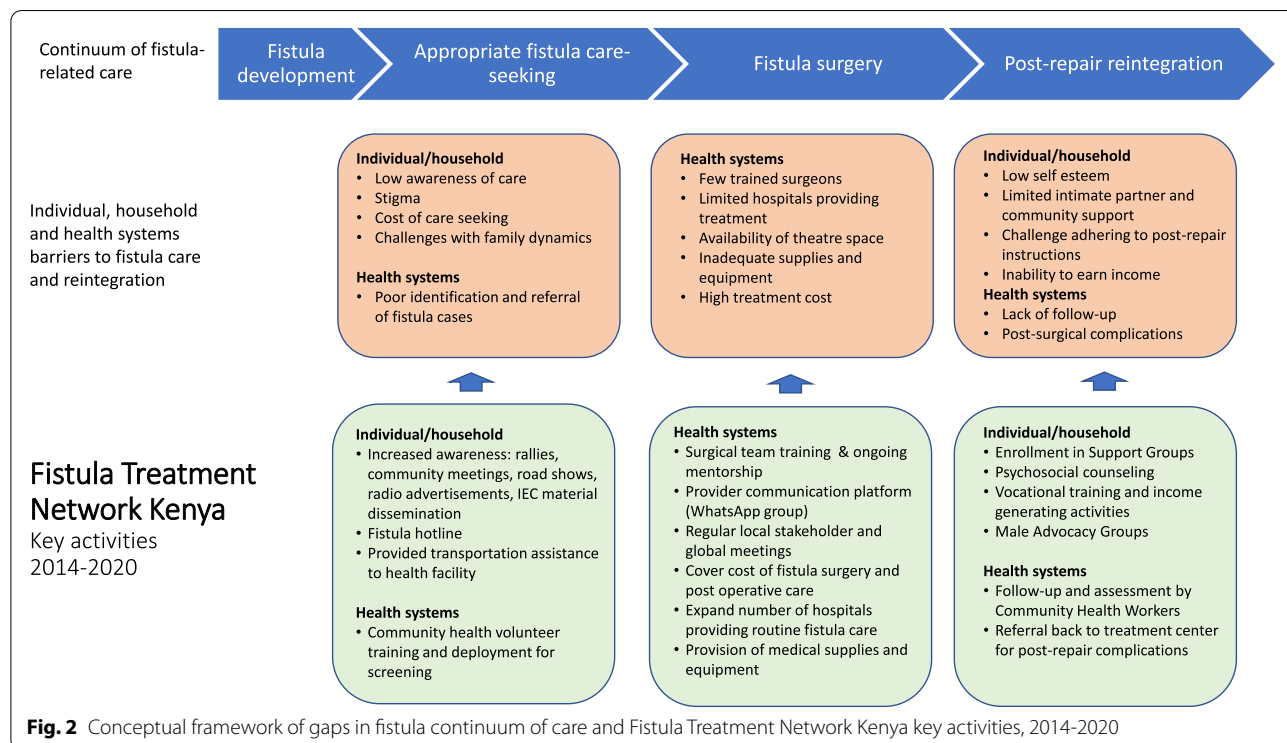 Continuum of fistula-
related care
Fistula
development
Appropriate fistula care-
seeking
Fistula surgery
Post-repair reintegration
Individual, household
and health systems
barriers to fistula care
and reintegration
Individual/household
• Low awareness of care
• Stigma
• Cost of care seeking
• Challenges with family dynamics
Health systems
• Poor identification and referral
of fistula cases
Health systems
• Few trained surgeons
• Limited hospitals providing
treatment
• Availability of theatre space
• Inadequate supplies and
equipment
• High treatment cost
Individual/household
• Low self esteem
• Limited intimate partner and
community support
• Challenge adhering to post-repair
instructions
• Inability to earn income
Health systems
• Lack of follow-up
• Post-surgical complications
Fistula Treatment
Network Kenya
Key activities
2014-2020
Individual/household
• Increased awareness: rallies,
community meetings, road shows,
radio advertisements, IEC material
dissemination
• Fistula hotline
• Provided transportation assistance
to health facility
Health systems
• Community health volunteer
training and deployment for
screening
Health systems
• Surgical team training & ongoing
mentorship
• Provider communication platform
(WhatsApp group)
• Regular local stakeholder and
global meetings
• Cover cost of fistula surgery and
post operative care
• Expand number of hospitals
providing routine fistula care
• Provision of medical supplies and
equipment
Individual/household
• Enrollment in Support Groups
• Psychosocial counseling
• Vocational training and income
generating activities
• Male Advocacy Groups
Health systems
• Follow-up and assessment by
Community Health Workers
• Referral back to treatment center
for post-repair complications
Fig. 2 Conceptual framework of gaps in fistula continuum of care and Fistula Treatment Network Kenya key activities, 2014-2020